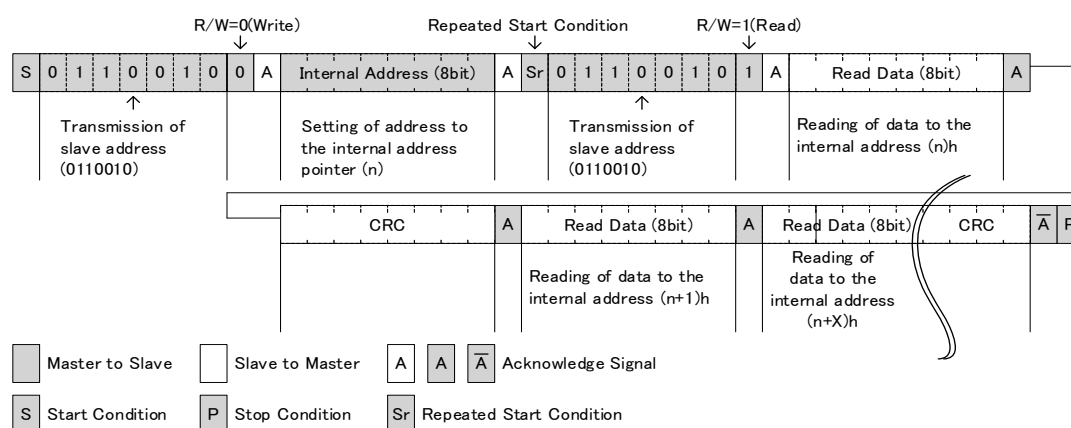 R/W=0(Write) Repeated Start Condition R/W=1(Read)
S 0 1 1 0 0 1 0 0 A Internal Address (8bit) A Sr 0 1 1 0 0 1 0 1 A Read Data (8bit) A
Transmission of
slave address
(0110010)
Setting of address to
the internal address
pointer (n)
Transmission of
slave address
(0110010)
Reading of data to the
internal address (n)h
CRC A Read Data (8bit) A Read Data (8bit) CRC A̅ P
Reading of data to the
internal address (n+1)h
Reading of
data to the
internal address
(n+X)h
Master to Slave Slave to Master A A A̅ Acknowledge Signal
S Start Condition P Stop Condition Sr Repeated Start Condition